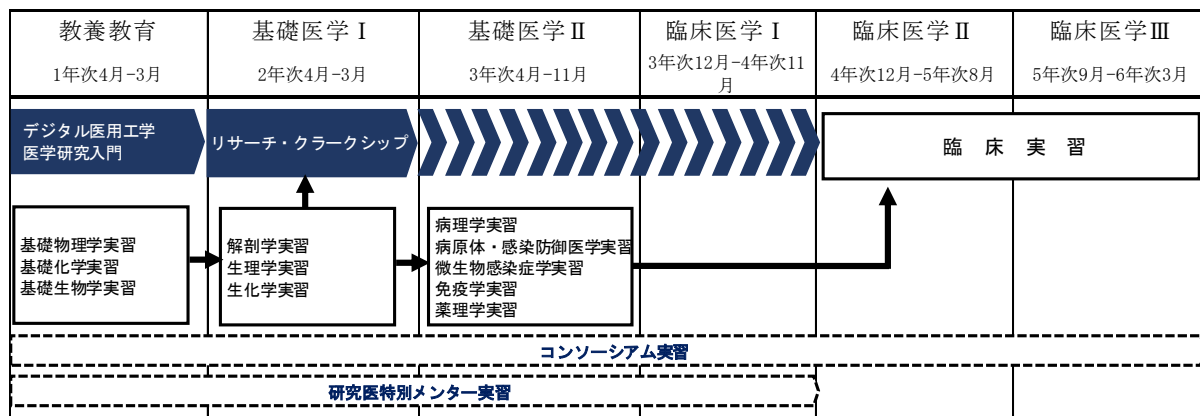 教養教育
1年次4月-3月
基礎医学Ⅰ
2年次4月-3月
基礎医学Ⅱ
3年次4月-11月
臨床医学Ⅰ
3年次12月-4年次11
月
臨床医学Ⅱ
4年次12月-5年次8月
臨床医学Ⅲ
5年次9月-6年次3月
デジタル医用工学
医学研究入門
リサーチ・クラークシップ
臨 床 実 習
基礎物理学実習
基礎化学実習
基礎生物学実習
解剖学実習
生理学実習
生化学実習
病理学実習
病原体・感染防御医学実習
微生物感染症学実習
免疫学実習
薬理学実習
コンソーシアム実習
研究医特別メンター実習